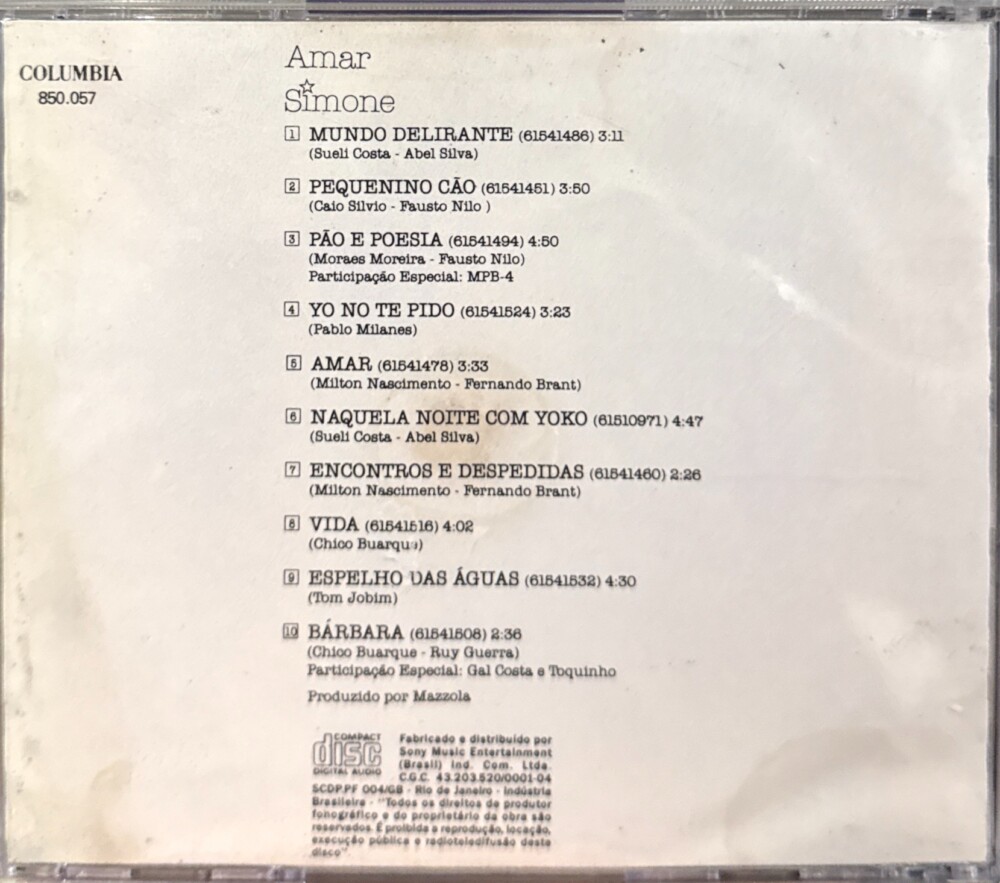 COLUMBIA
850.057
Amar
Simone
1 MUNDO DELIRANTE (61541486) 3:11
(Sueli Costa - Abel Silva)
2 PEQUENINO CÃO (61541451) 3:50
(Caio Silvio - Fausto Nilo )
3 PÃO E POESIA (61541494) 4:50
(Moraes Moreira - Fausto Nilo)
Participação Especial: MPB-4
4 YO NO TE PIDO (61541524) 3:23
(Pablo Milanes)
5 AMAR (61541478) 3:33
(Milton Nascimento - Fernando Brant)
6 NAQUELA NOITE COM YOKO (61510971) 4:47
(Sueli Costa - Abel Silva)
7 ENCONTROS E DESPEDIDAS (61541460) 2:26
(Milton Nascimento - Fernando Brant)
8 VIDA (61541516) 4:02
(Chico Buarque)
9 ESPELHO DAS ÁGUAS (61541532) 4:30
(Tom Jobim)
10 BÁRBARA (61541508) 2:36
(Chico Buarque - Ruy Guerra)
Participação Especial: Gal Costa e Toquinho
Produzido por Mazzola
COMPACT
disc
DIGITAL AUDIO
Fabricado e distribuído por
Sony Music Entertainment
(Brasil) Ind. Com. Ltda.
C.G.C. 43.203.520/0001-04
SCDP.PF 004/GB - Rio de Janeiro - Indústria
Brasileira - "Todos os direitos de produtor
fonográfico e do proprietário da obra são
reservados. É proibida a reprodução, locação,
execução pública e radioteledifusão deste
disco".